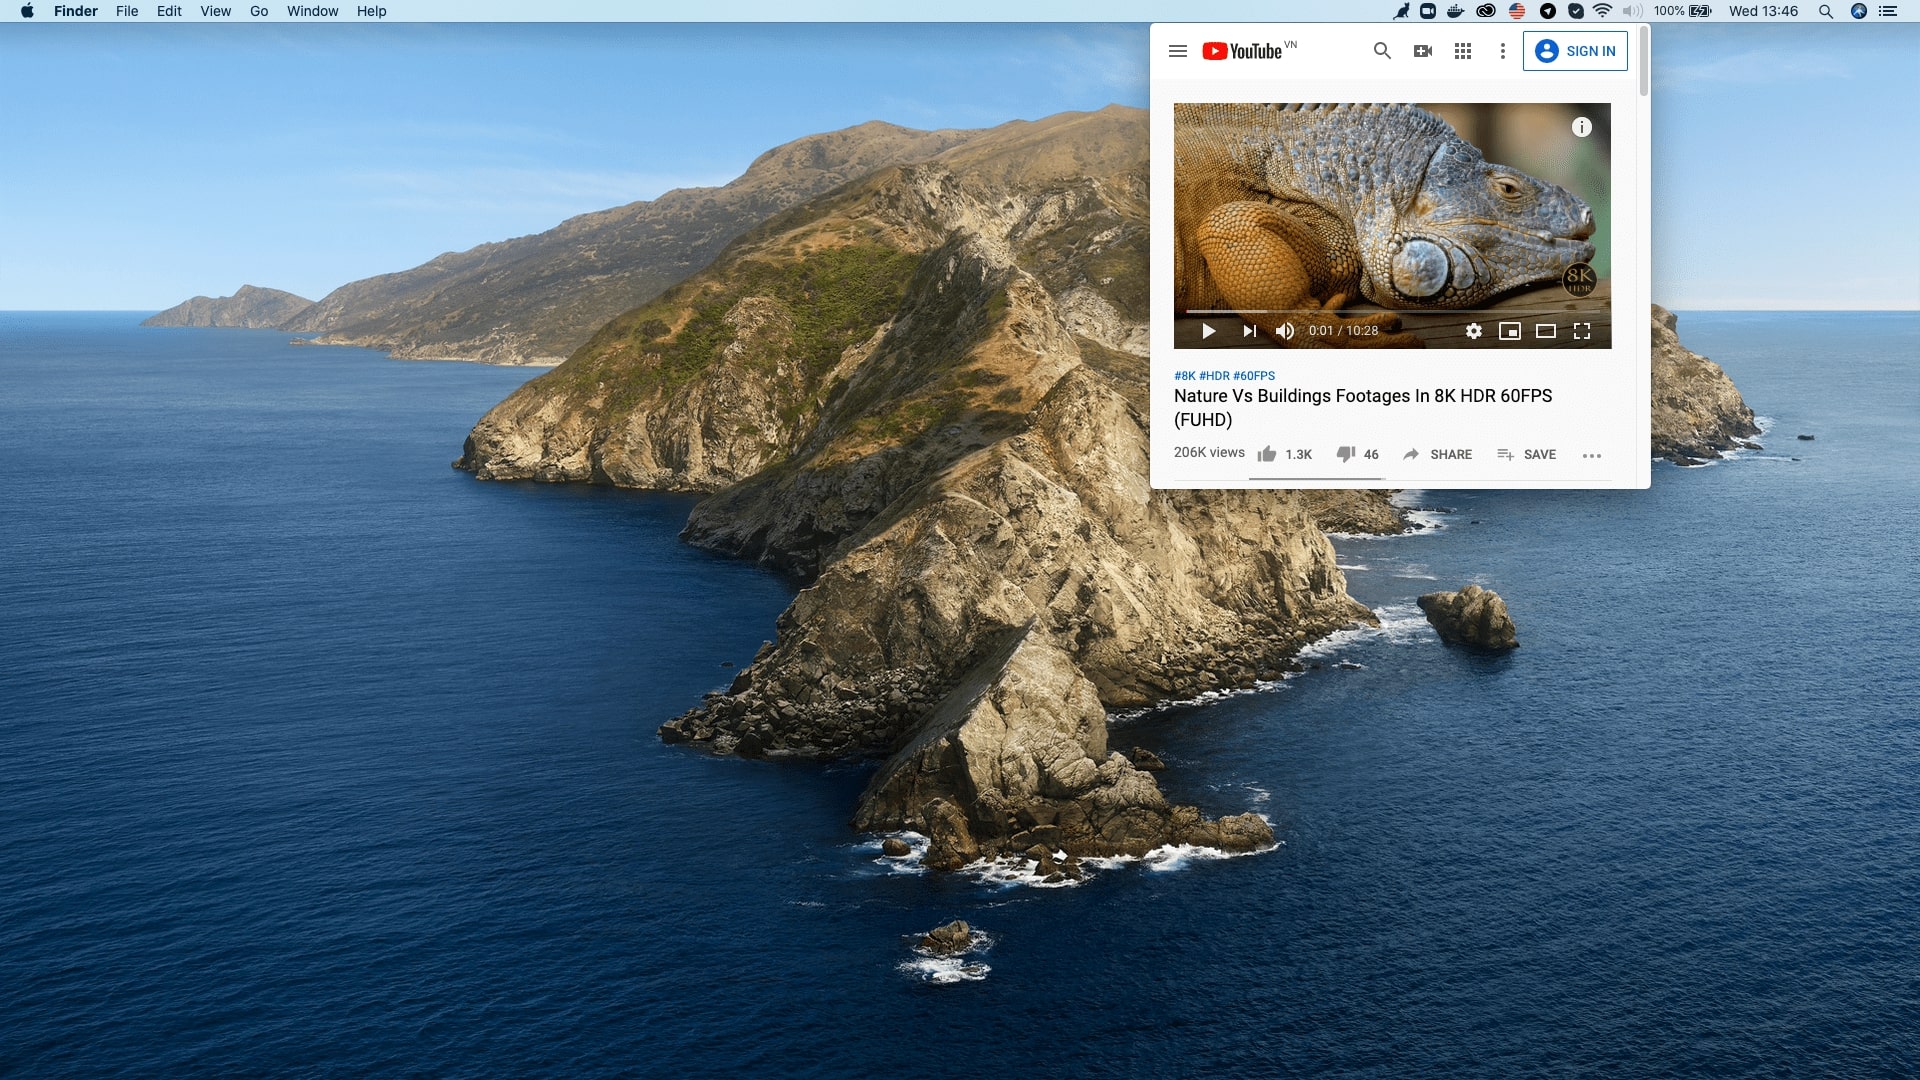 Finder File Edit View Go Window Help 100% Wed 13:46
YouTube VN SIGN IN
8K
HDR
0:01 / 10:28
#8K #HDR #60FPS
Nature Vs Buildings Footages In 8K HDR 60FPS
(FUHD)
206K views 1.3K 46 SHARE SAVE